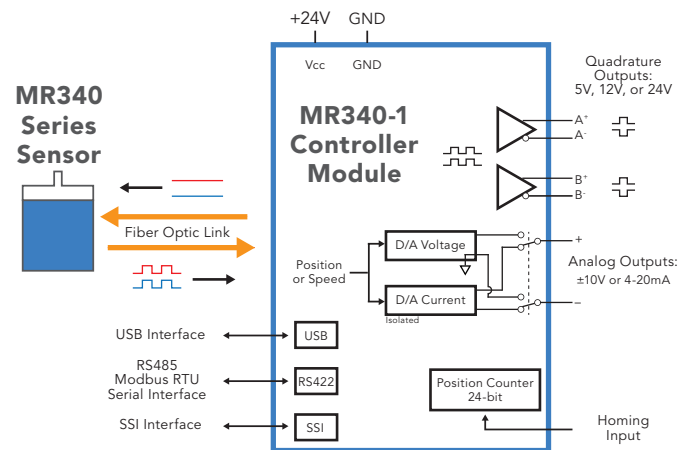 +24V GND
Vcc GND
MR340
Series
Sensor
MR340-1
Controller
Module
Quadrature
Outputs:
5V, 12V, or 24V
A+
A-
B+
B-
Fiber Optic Link
Position
or Speed
D/A Voltage
D/A Current
Isolated
+
–
Analog Outputs:
±10V or 4-20mA
USB Interface
USB
RS485
Modbus RTU
Serial Interface
RS422
SSI Interface
SSI
Position Counter
24-bit
Homing
Input